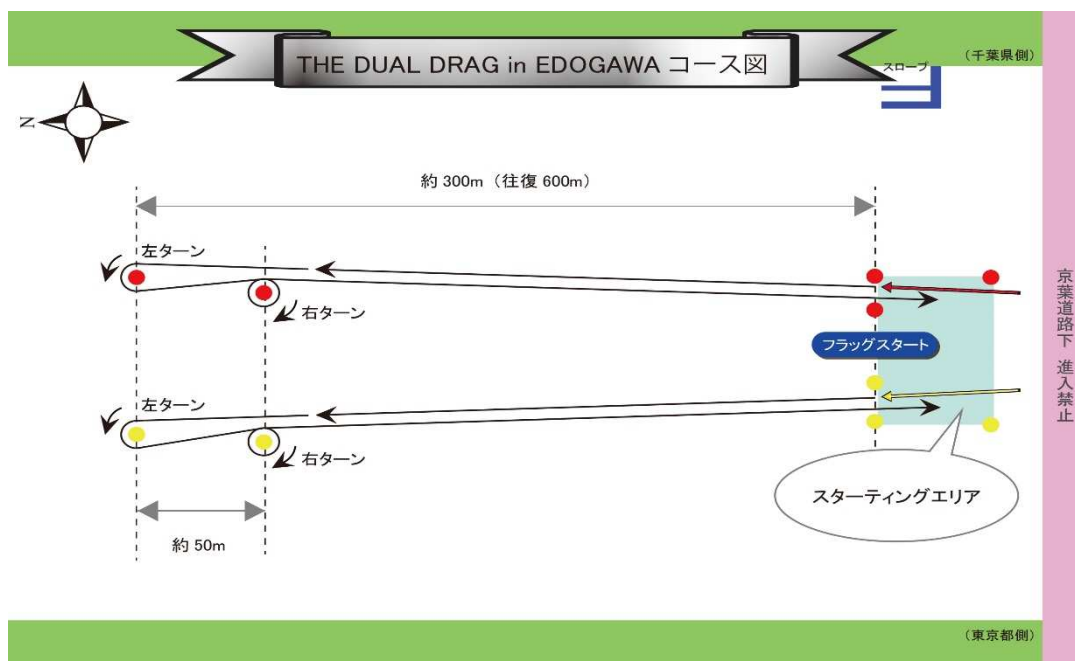 THE DUAL DRAG in EDOGAWA コース図
(千葉県側)
スロープ
N
約 300m (往復 600m)
左ターン
右ターン
フラッグスタート
左ターン
右ターン
スターティングエリア
約 50m
京葉道路下 進入禁止
(東京都側)